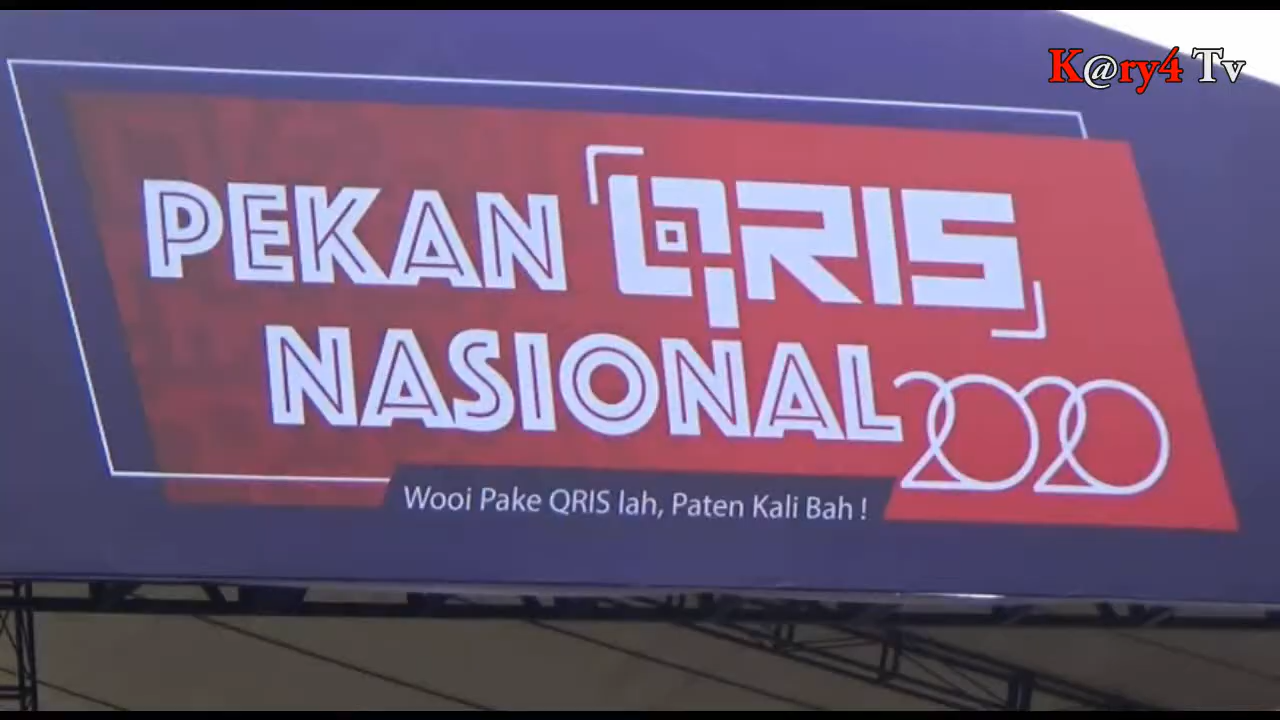 K@ry4 Tv
PEKAN QRIS
NASIONAL 2020
Wooi Pake QRIS lah, Paten Kali Bah !